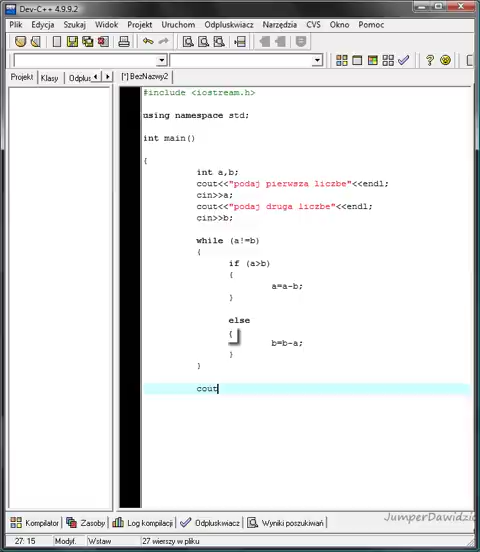 Dev-C++ 4.9.9.2
Plik Edycja Szukaj Widok Projekt Uruchom Odpluskwiacz Narzędzia CVS Okno Pomoc
Projekt Klasy Odplus [*] BezNazwy2
#include <iostream.h>
using namespace std;
int main()
{
int a,b;
cout<<"podaj pierwsza liczbe"<<endl;
cin>>a;
cout<<"podaj druga liczbe"<<endl;
cin>>b;
while (a!=b)
{
if (a>b)
{
a=a-b;
}
else
{
b=b-a;
}
}
cout
JumperDawidzio
Kompilator Zasoby Log kompilacji Odpluskwiacz Wyniki poszukiwań
27: 15 Modyf. Wstaw 27 wierszy w pliku